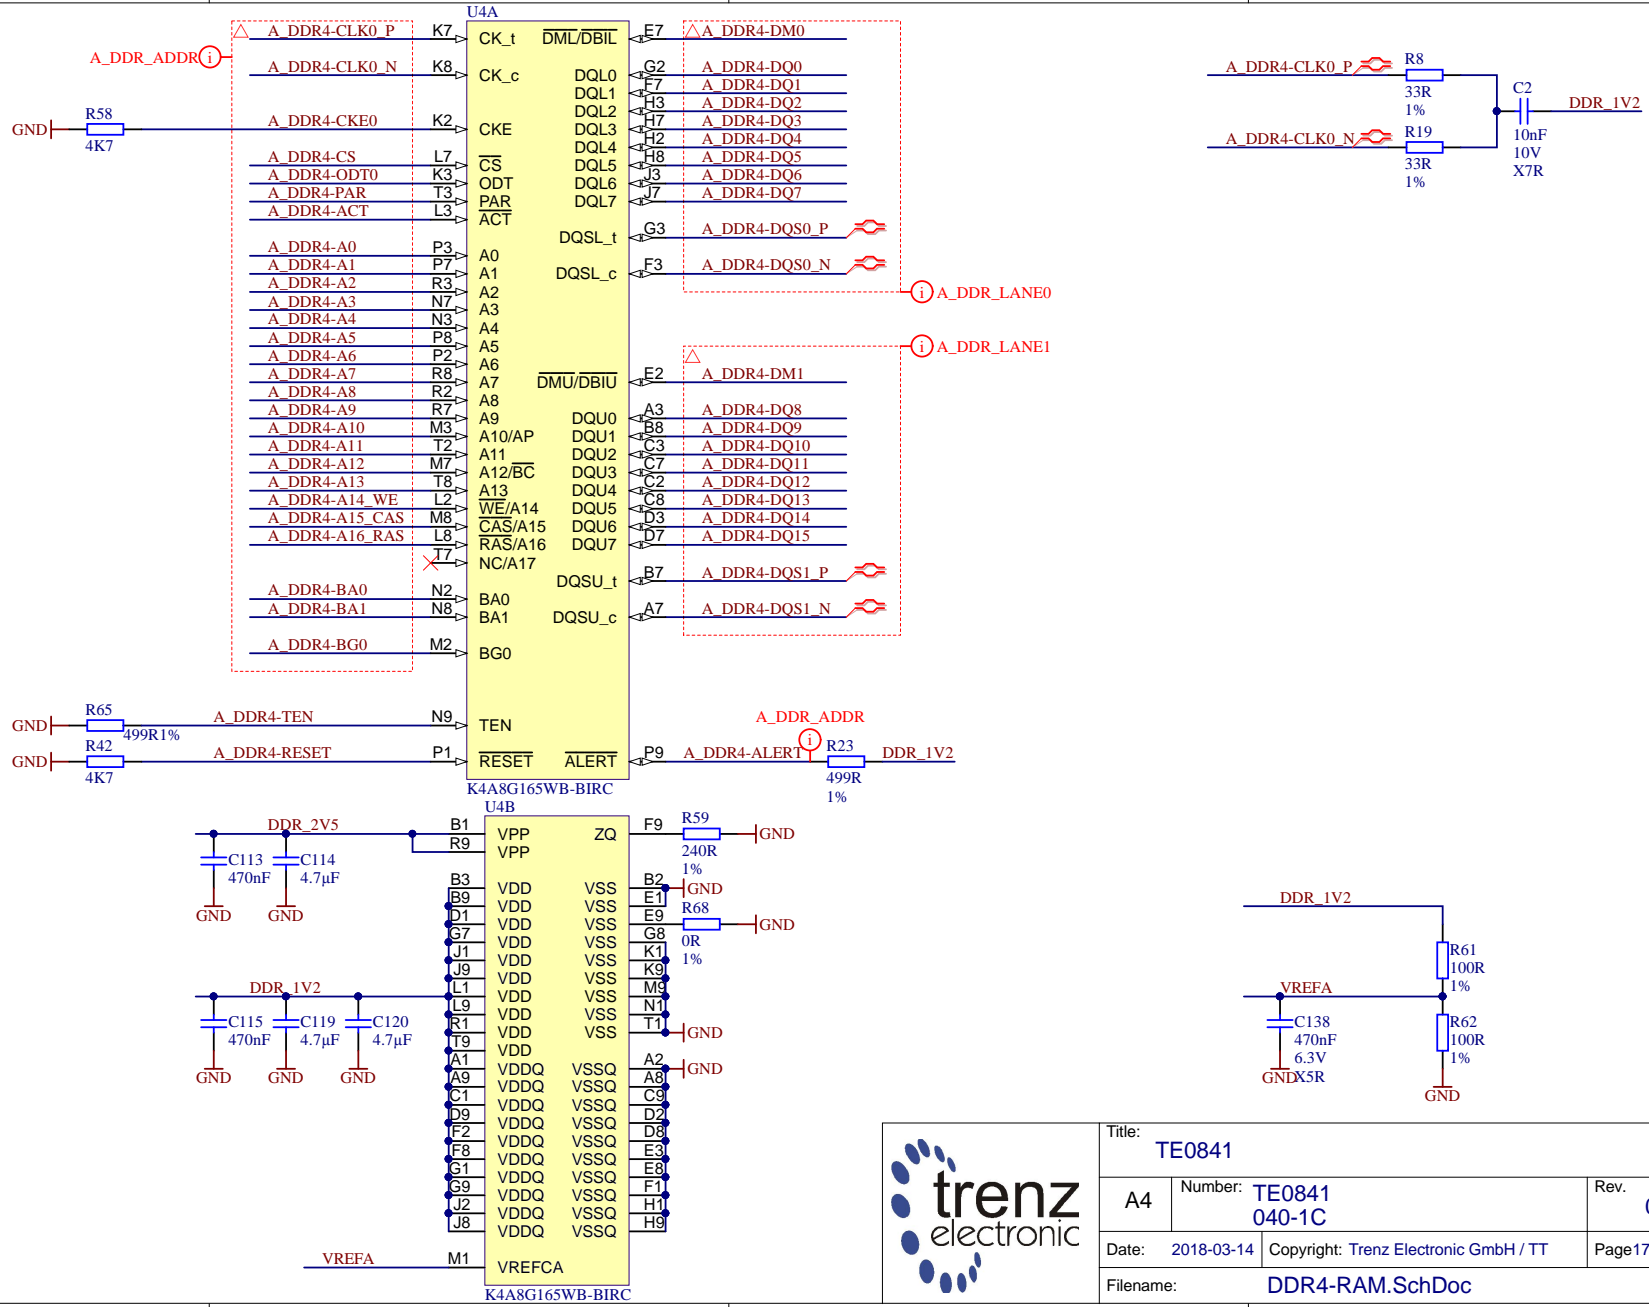 U4A
A_DDR_ADDR
A_DDR4-CLK0_P K7 CK_t
A_DDR4-CLK0_N K8 CK_c
GND R58 4K7 A_DDR4-CKE0 K2 CKE
A_DDR4-CS L7 CS
A_DDR4-ODT0 K3 ODT
A_DDR4-PAR T3 PAR
A_DDR4-ACT L3 ACT
A_DDR4-A0 P3 A0
A_DDR4-A1 P7 A1
A_DDR4-A2 R3 A2
A_DDR4-A3 N7 A3
A_DDR4-A4 N3 A4
A_DDR4-A5 P8 A5
A_DDR4-A6 P2 A6
A_DDR4-A7 R8 A7
A_DDR4-A8 R2 A8
A_DDR4-A9 R7 A9
A_DDR4-A10 M3 A10/AP
A_DDR4-A11 T2 A11
A_DDR4-A12 M7 A12/BC
A_DDR4-A13 T8 A13
A_DDR4-A14_WE L2 WE/A14
A_DDR4-A15_CAS M8 CAS/A15
A_DDR4-A16_RAS L8 RAS/A16
T7 NC/A17
A_DDR4-BA0 N2 BA0
A_DDR4-BA1 N8 BA1
A_DDR4-BG0 M2 BG0
GND R65 499R1% A_DDR4-TEN N9 TEN
GND R42 4K7 A_DDR4-RESET P1 RESET
DML/DBIL E7 A_DDR4-DM0
DQL0 G2 A_DDR4-DQ0
DQL1 F7 A_DDR4-DQ1
DQL2 H3 A_DDR4-DQ2
DQL3 H7 A_DDR4-DQ3
DQL4 H2 A_DDR4-DQ4
DQL5 H8 A_DDR4-DQ5
DQL6 J3 A_DDR4-DQ6
DQL7 J7 A_DDR4-DQ7
DQSL_t G3 A_DDR4-DQS0_P
DQSL_c F3 A_DDR4-DQS0_N
i A_DDR_LANE0
i A_DDR_LANE1
DMU/DBIU E2 A_DDR4-DM1
DQU0 A3 A_DDR4-DQ8
DQU1 B8 A_DDR4-DQ9
DQU2 C3 A_DDR4-DQ10
DQU3 C7 A_DDR4-DQ11
DQU4 C2 A_DDR4-DQ12
DQU5 C8 A_DDR4-DQ13
DQU6 D3 A_DDR4-DQ14
DQU7 D7 A_DDR4-DQ15
DQSU_t B7 A_DDR4-DQS1_P
DQSU_c A7 A_DDR4-DQS1_N
A_DDR_ADDR
i
ALERT P9 A_DDR4-ALERT R23 499R 1% DDR_1V2
K4A8G165WB-BIRC
A_DDR4-CLK0_P R8 33R 1%
A_DDR4-CLK0_N R19 33R 1%
C2 10nF 10V X7R DDR_1V2
U4B
DDR_2V5 B1 VPP
R9 VPP
C113 470nF GND
C114 4.7µF GND
B3 VDD
B9 VDD
D1 VDD
G7 VDD
J1 VDD
J9 VDD
DDR_1V2 L1 VDD
L9 VDD
R1 VDD
T9 VDD
C115 470nF GND
C119 4.7µF GND
C120 4.7µF GND
A1 VDDQ
A9 VDDQ
C1 VDDQ
D9 VDDQ
F2 VDDQ
F8 VDDQ
G1 VDDQ
G9 VDDQ
J2 VDDQ
J8 VDDQ
VREFA M1 VREFCA
ZQ F9 R59 240R 1% GND
VSS B2 GND
VSS E1
VSS E9 R68 0R 1% GND
VSS G8
VSS K1
VSS K9
VSS M9
VSS N1
VSS T1 GND
VSSQ A2 GND
VSSQ A8
VSSQ C9
VSSQ D2
VSSQ D8
VSSQ E3
VSSQ E8
VSSQ F1
VSSQ H1
VSSQ H9
K4A8G165WB-BIRC
DDR_1V2
R61 100R 1%
VREFA
C138 470nF 6.3V X5R GND
R62 100R 1%
GND
trenz
electronic
Title:
TE0841
A4
Number: TE0841
040-1C
Rev.
Date: 2018-03-14
Copyright: Trenz Electronic GmbH / TT
Page17
Filename: DDR4-RAM.SchDoc